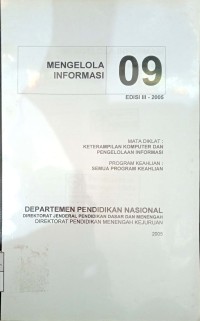 MENGELOLA
INFORMASI
09
EDISI III - 2005
MATA DIKLAT :
KETERAMPILAN KOMPUTER DAN
PENGELOLAAN INFORMASI
PROGRAM KEAHLIAN :
SEMUA PROGRAM KEAHLIAN
DEPARTEMEN PENDIDIKAN NASIONAL
DIREKTORAT JENDERAL PENDIDIKAN DASAR DAN MENENGAH
DIREKTORAT PENDIDIKAN MENENGAH KEJURUAN